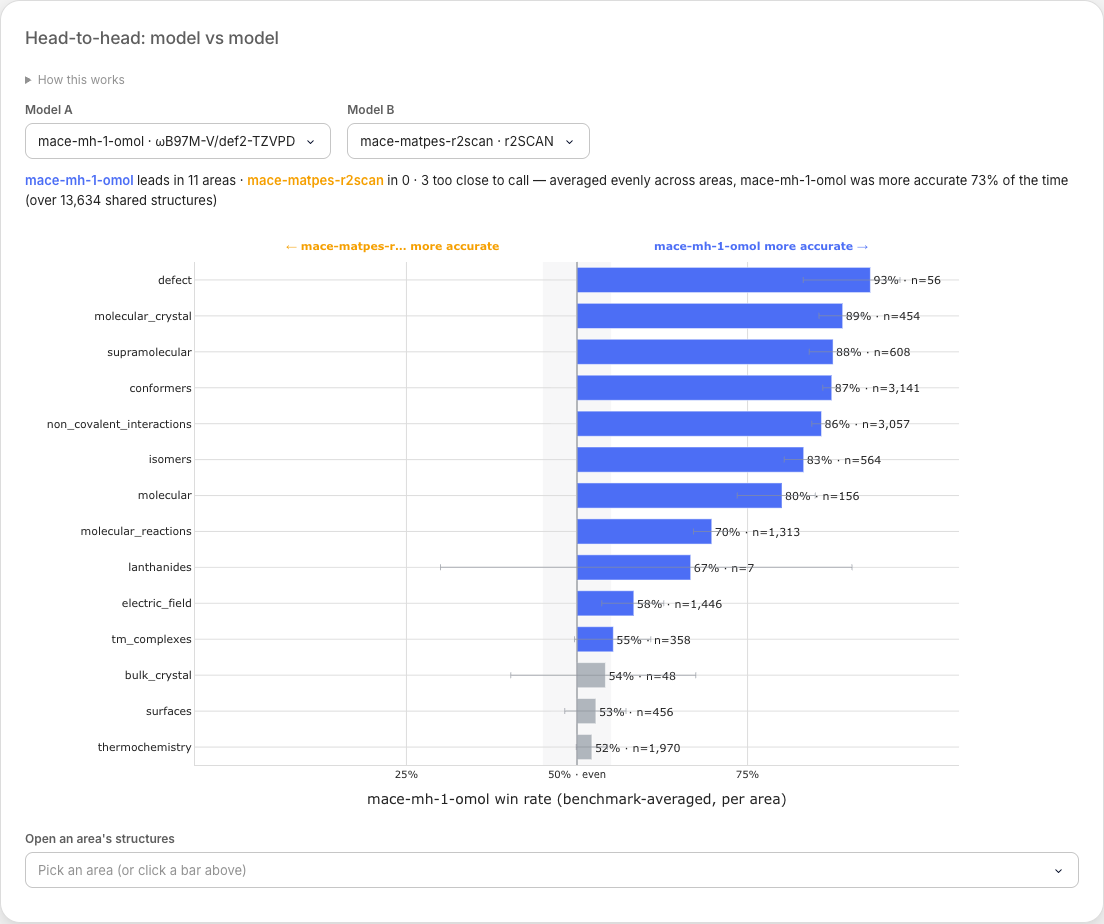 Head-to-head: model vs model
▶ How this works
Model A
Model B
mace-mh-1-omol · ωB97M-V/def2-TZVPD
mace-matpes-r2scan · r2SCAN
mace-mh-1-omol leads in 11 areas · mace-matpes-r2scan in 0 · 3 too close to call — averaged evenly across areas, mace-mh-1-omol was more accurate 73% of the time
(over 13,634 shared structures)
← mace-matpes-r... more accurate
mace-mh-1-omol more accurate →
defect 93% · n=56
molecular_crystal 89% · n=454
supramolecular 88% · n=608
conformers 87% · n=3,141
non_covalent_interactions 86% · n=3,057
isomers 83% · n=564
molecular 80% · n=156
molecular_reactions 70% · n=1,313
lanthanides 67% · n=7
electric_field 58% · n=1,446
tm_complexes 55% · n=358
bulk_crystal 54% · n=48
surfaces 53% · n=456
thermochemistry 52% · n=1,970
25% 50% · even 75%
mace-mh-1-omol win rate (benchmark-averaged, per area)
Open an area's structures
Pick an area (or click a bar above)